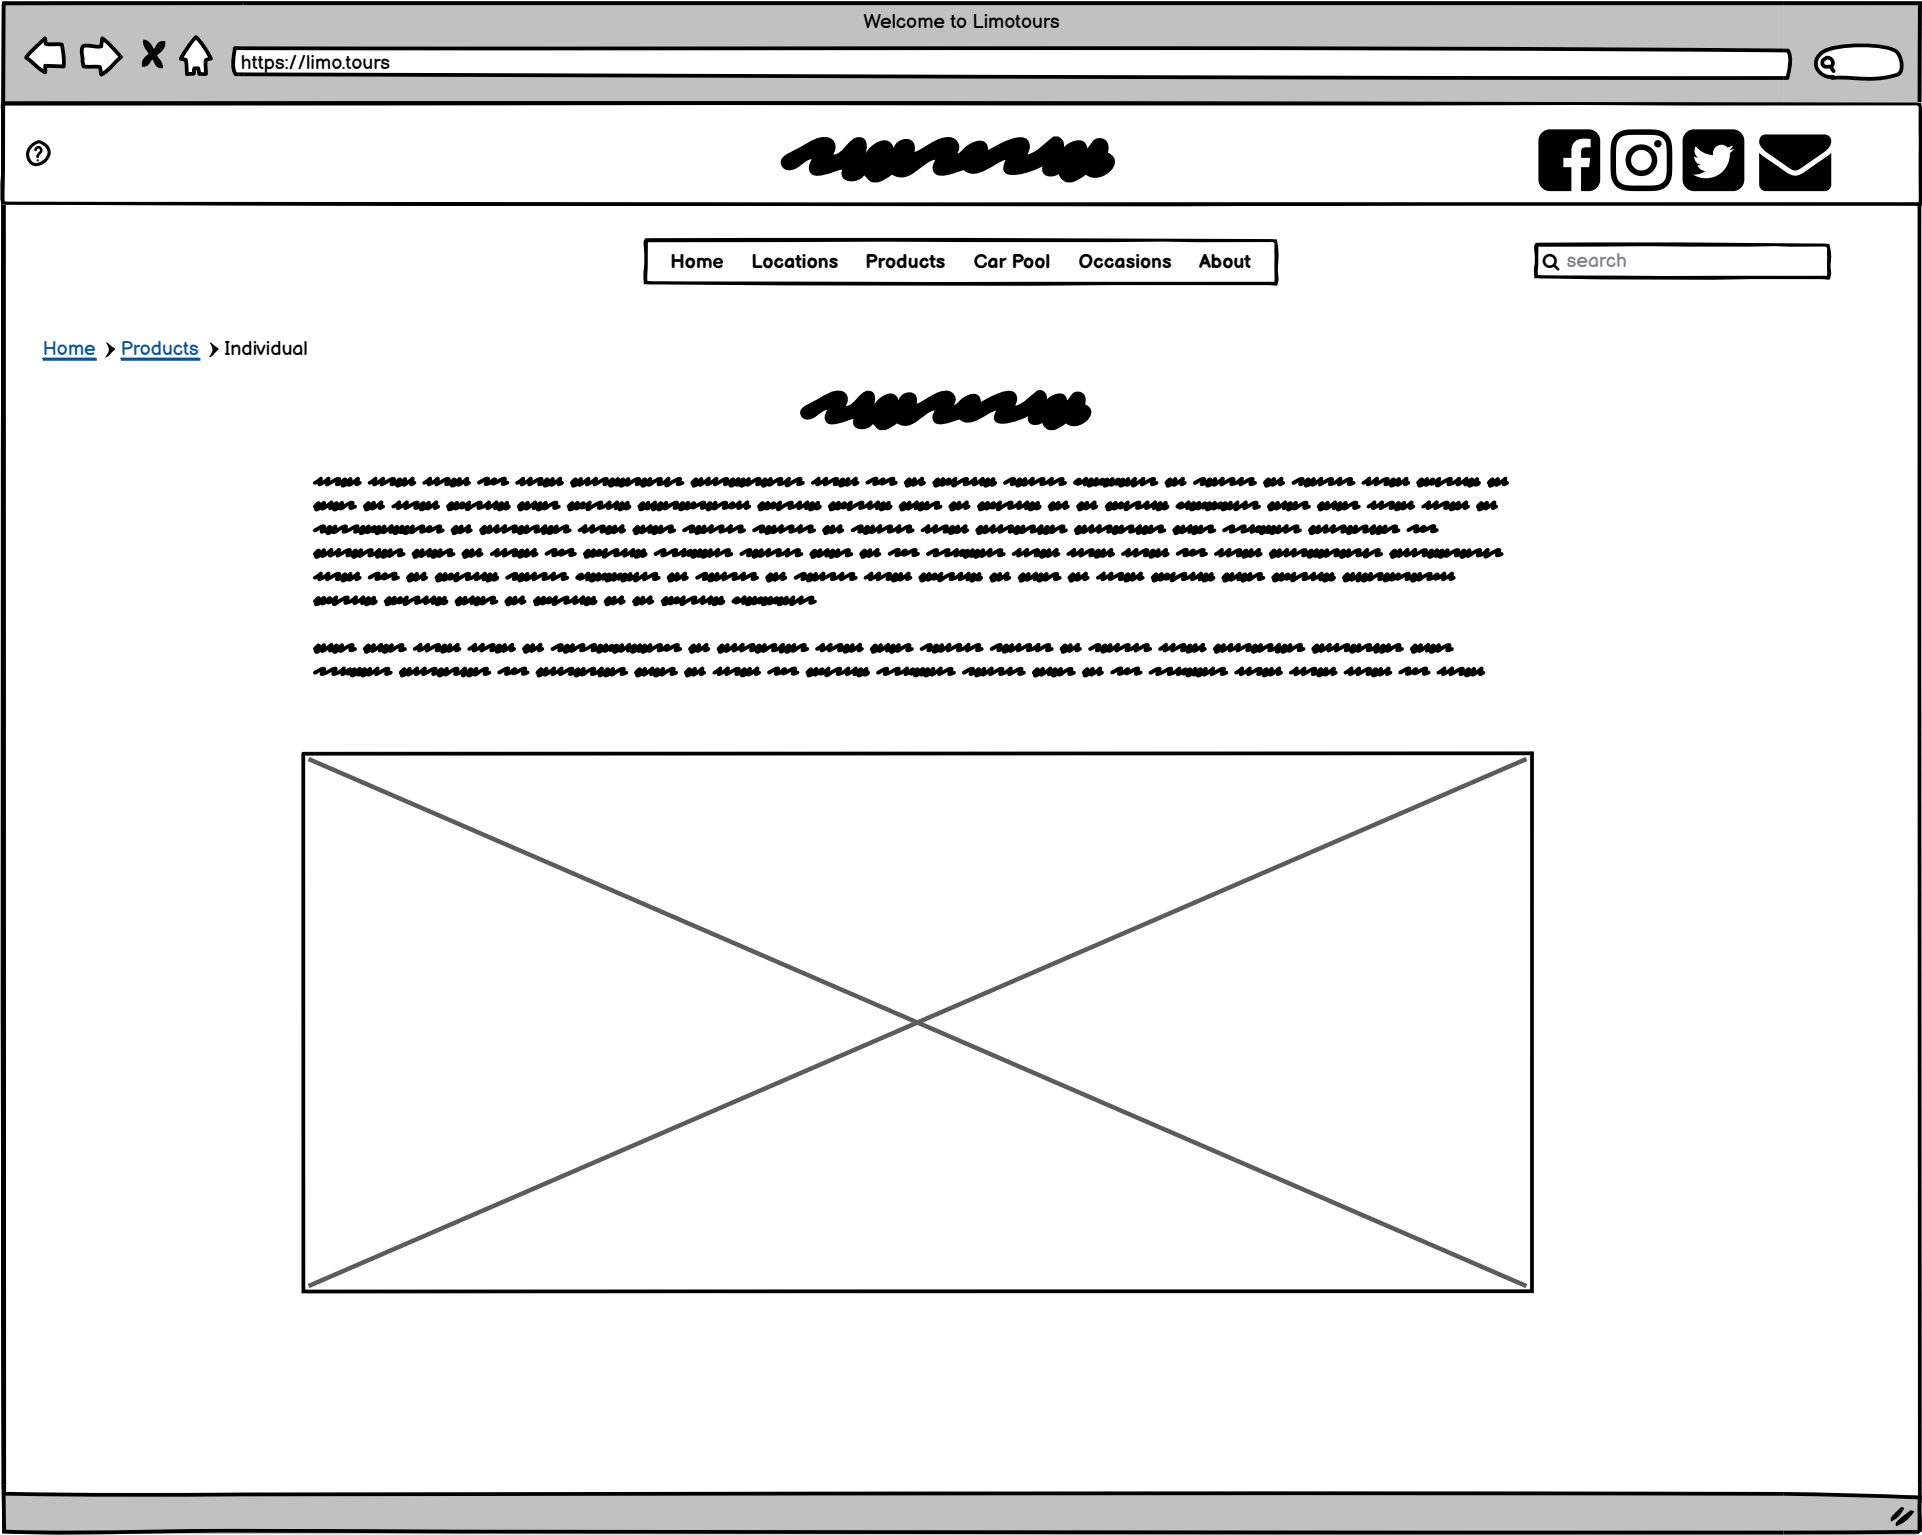 Welcome to Limotours
https://limo.tours
Home Locations Products Car Pool Occasions About
search
Home Products Individual